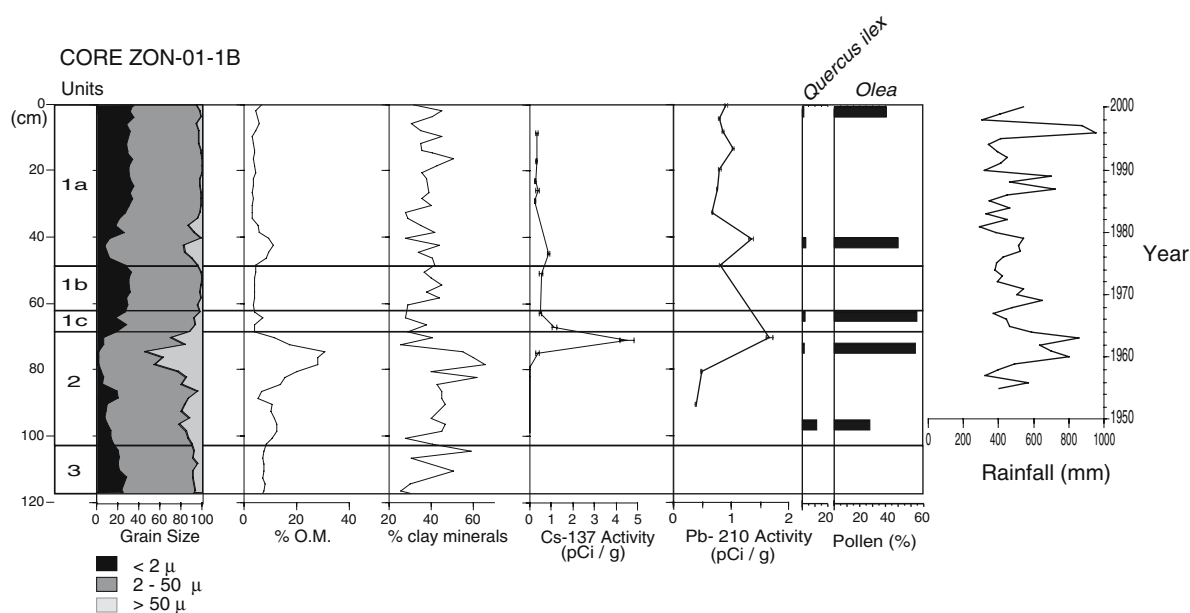 CORE ZON-01-1B
Units
Quercus ilex
Olea
0
(cm)
20
40
60
80
100
120
1a
1b
1c
2
3
0 20 40 60 80 100
Grain Size
0 20 40
% O.M.
20 40 60
% clay minerals
0 1 2 3 4 5
Cs-137 Activity
(pCi / g)
0 1 2
Pb- 210 Activity
(pCi / g)
20
0 20 40 60
Pollen (%)
2000
1990
1980
1970
1960
1950
Year
0 200 400 600 800 1000
Rainfall (mm)
< 2 µ
2 - 50 µ
> 50 µ